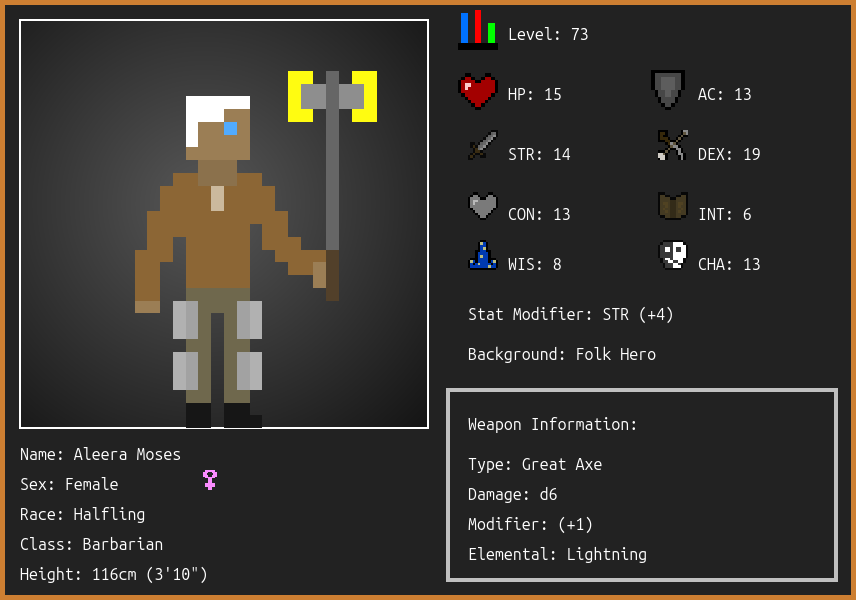 Level: 73
HP: 15
AC: 13
STR: 14
DEX: 19
CON: 13
INT: 6
WIS: 8
CHA: 13
Stat Modifier: STR (+4)
Background: Folk Hero
Weapon Information:
Type: Great Axe
Damage: d6
Modifier: (+1)
Elemental: Lightning
Name: Aleera Moses
Sex: Female
Race: Halfling
Class: Barbarian
Height: 116cm (3'10")